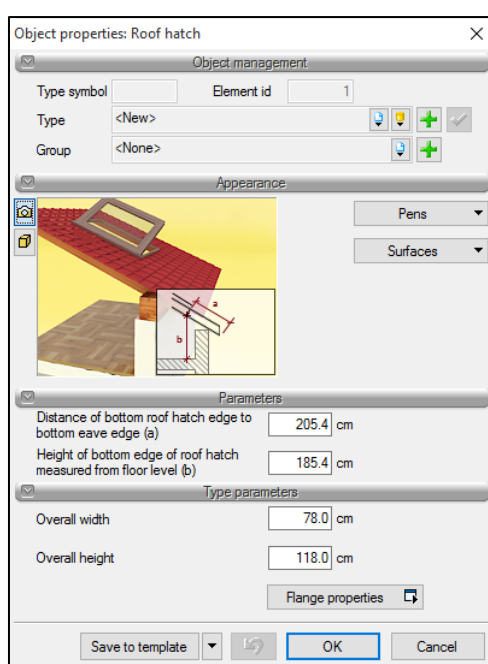 Object properties: Roof hatch
Object management
Type symbol Element id 1
Type <New>
Group <None>
Appearance
Pens
Surfaces
a
b
Parameters
Distance of bottom roof hatch edge to
bottom eave edge (a) 205.4 cm
Height of bottom edge of roof hatch
measured from floor level (b) 185.4 cm
Type parameters
Overall width 78.0 cm
Overall height 118.0 cm
Flange properties
Save to template OK Cancel